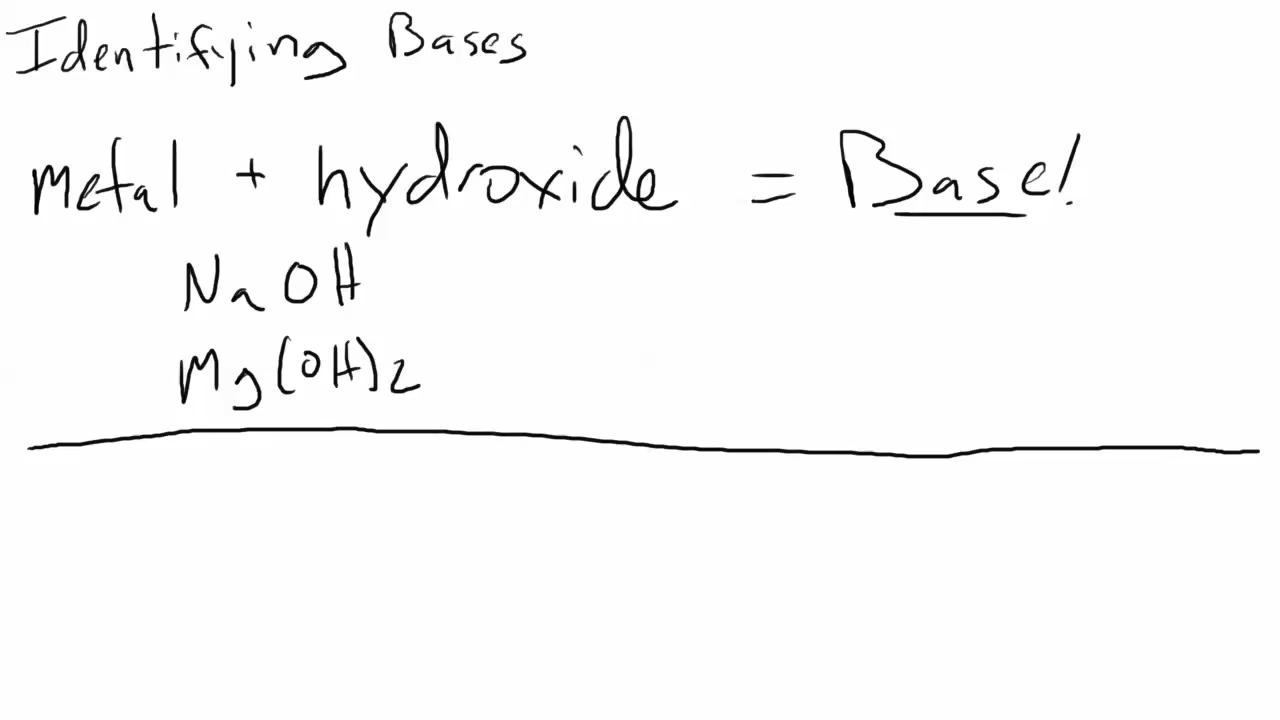 Identifying Bases
metal + hydroxide = Base!
NaOH
Mg(OH)2